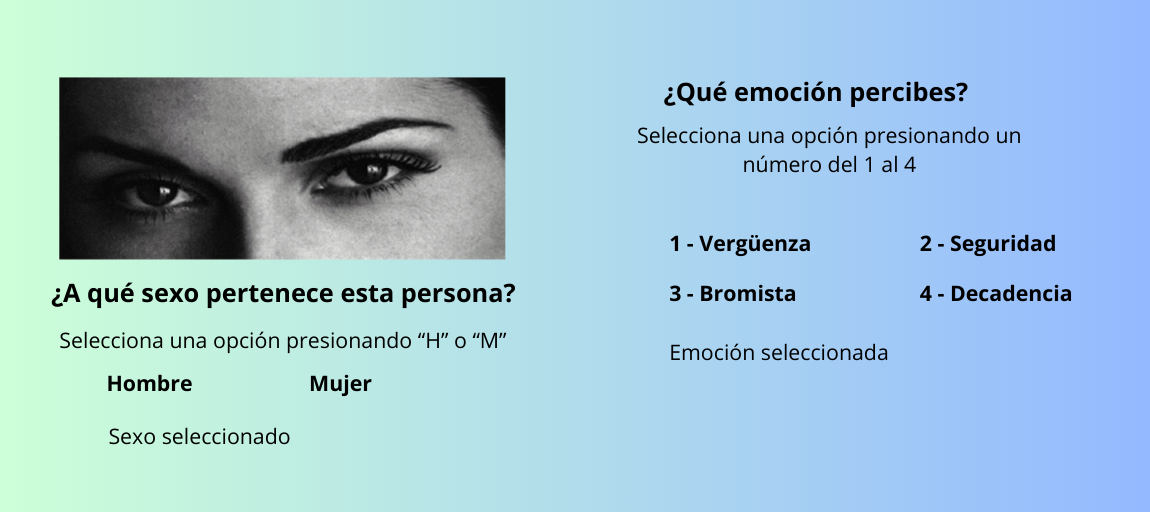 ¿A qué sexo pertenece esta persona?
Selecciona una opción presionando “H” o “M”
Hombre Mujer
Sexo seleccionado
¿Qué emoción percibes?
Selecciona una opción presionando un
número del 1 al 4
1 - Vergüenza 2 - Seguridad
3 - Bromista 4 - Decadencia
Emoción seleccionada